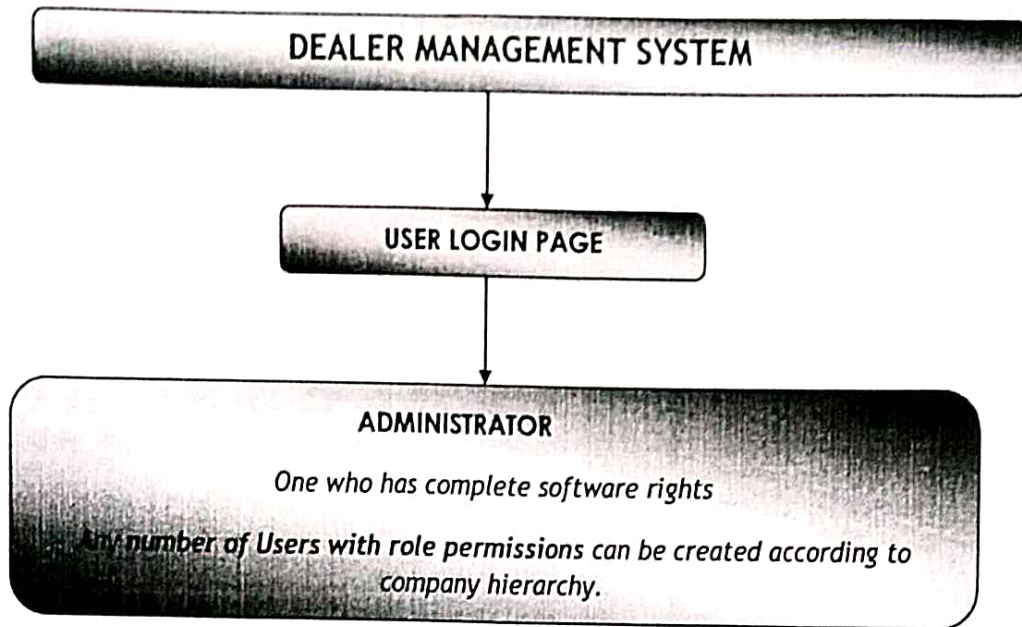 DEALER MANAGEMENT SYSTEM
USER LOGIN PAGE
ADMINISTRATOR
One who has complete software rights
Any number of Users with role permissions can be created according to
company hierarchy.